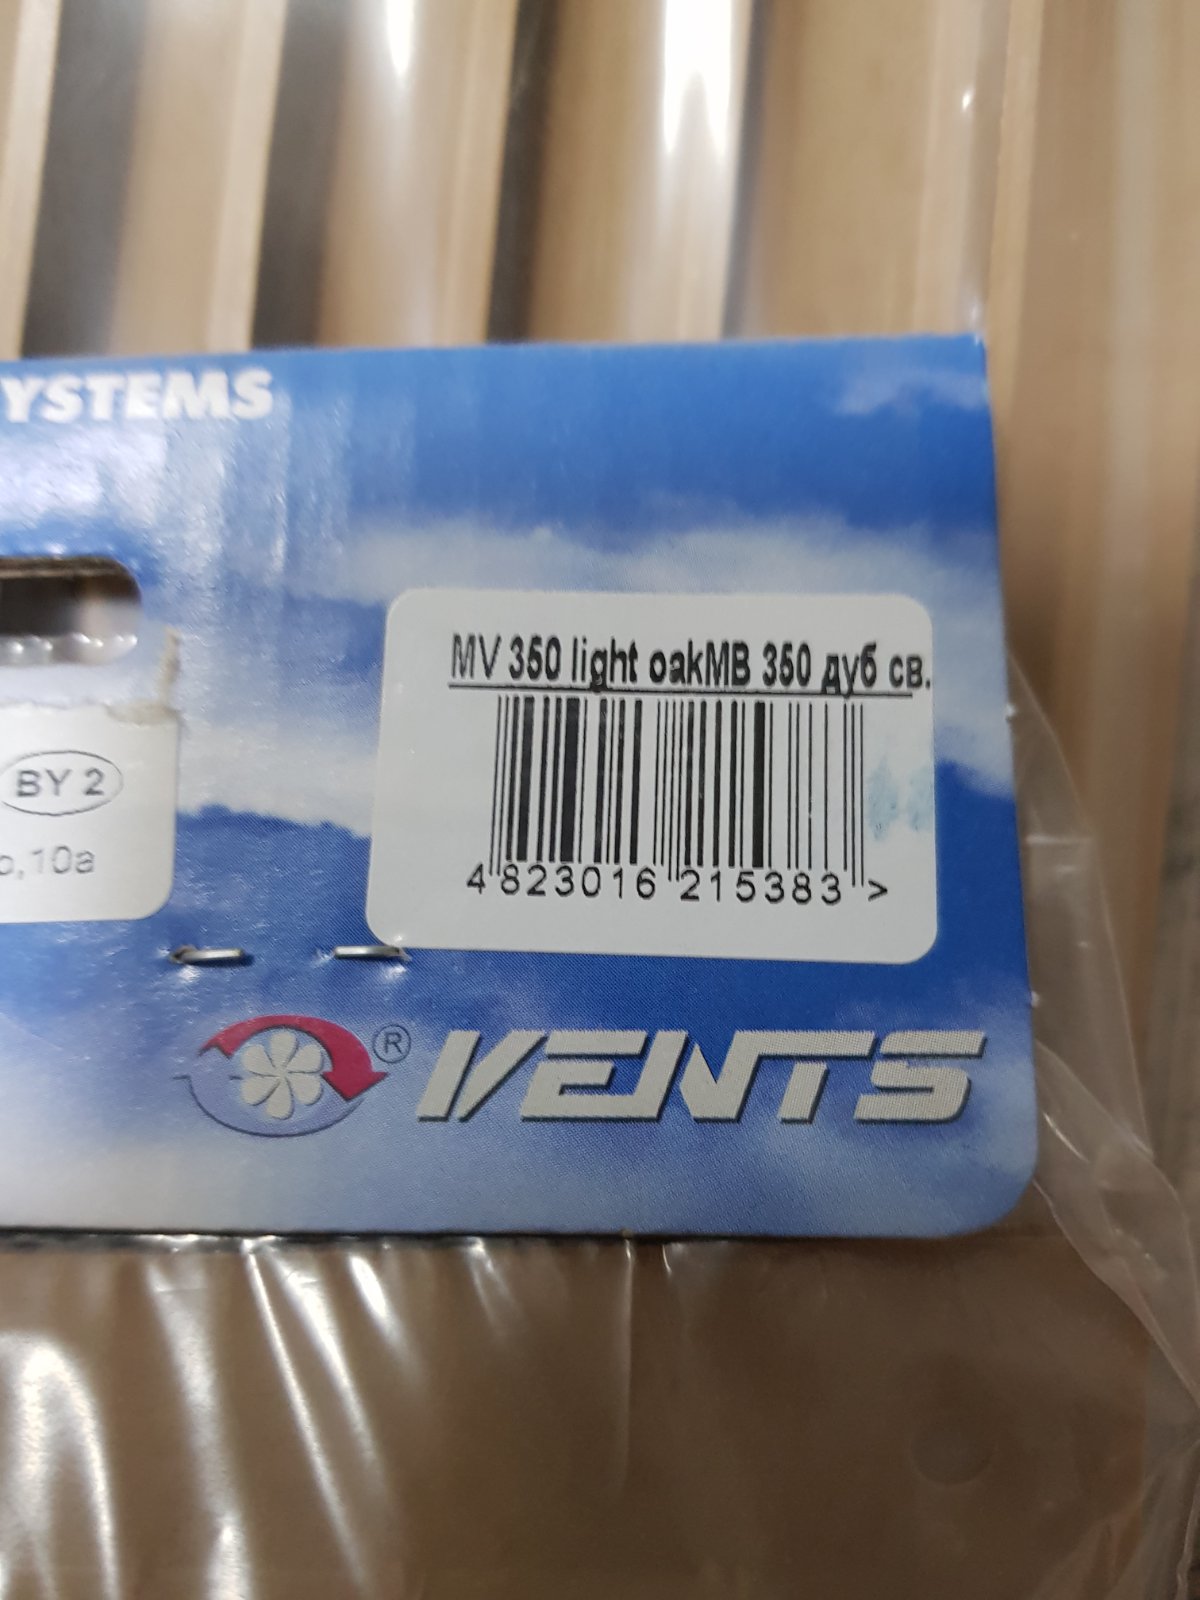 YSTEMS
MV 350 light oakMB 350 дуб св.
BY 2
,10а
4 823016 215383 >
® VENTS